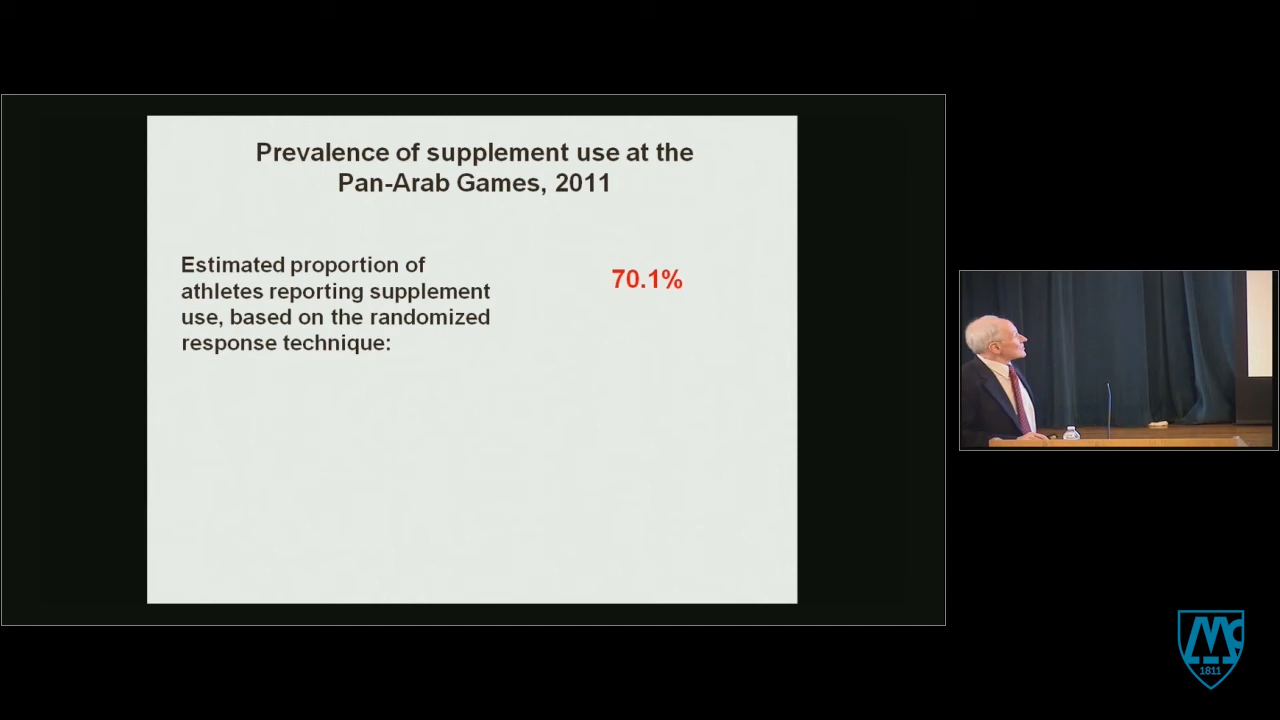 Prevalence of supplement use at the
Pan-Arab Games, 2011
Estimated proportion of
athletes reporting supplement
use, based on the randomized
response technique:
70.1%
Mc
1811